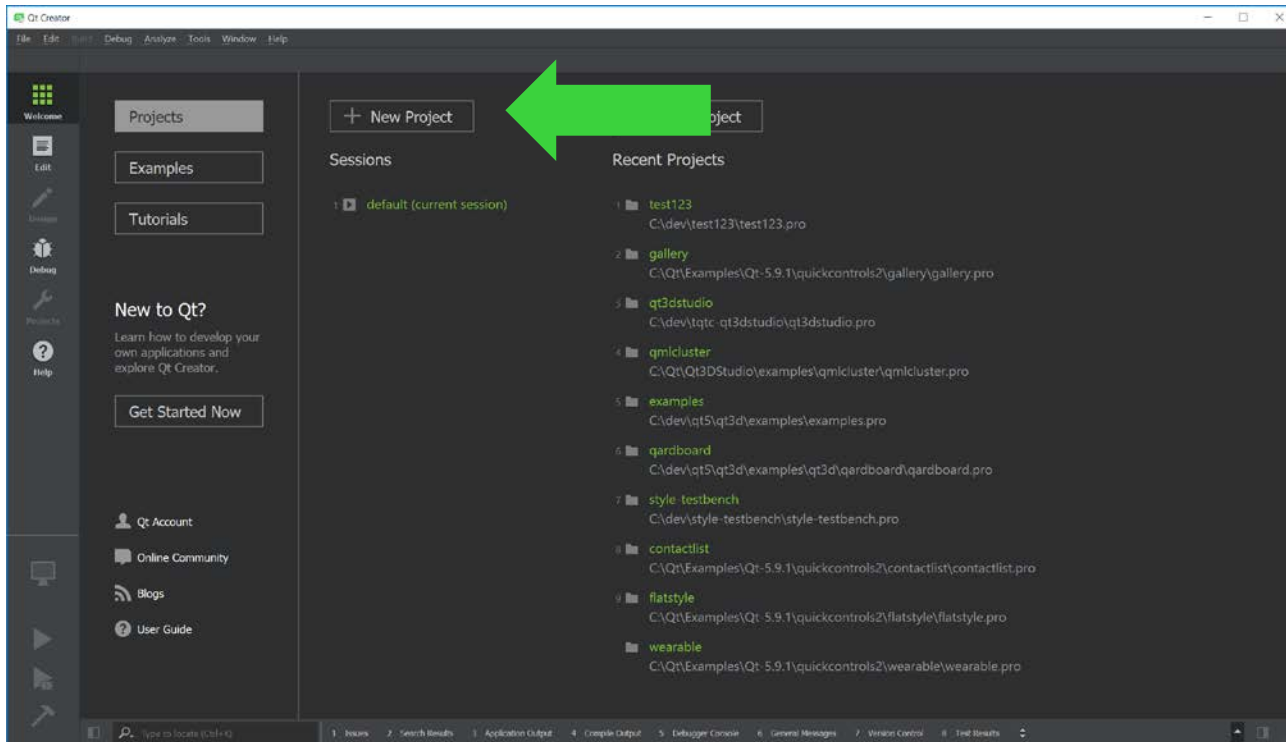 Qt Creator
File Edit Build Debug Analyze Tools Window Help
Welcome
Edit
Design
Debug
Projects
Help
Projects
Examples
Tutorials
New to Qt?
Learn how to develop your
own applications and
explore Qt Creator.
Get Started Now
Qt Account
Online Community
Blogs
User Guide
+ New Project
oject
Sessions
1 default (current session)
Recent Projects
1 test123
C:\dev\test123\test123.pro
2 gallery
C:\Qt\Examples\Qt-5.9.1\quickcontrols2\gallery\gallery.pro
3 qt3dstudio
C:\dev\tqtc-qt3dstudio\qt3dstudio.pro
4 qmlcluster
C:\Qt\Qt3DStudio\examples\qmlcluster\qmlcluster.pro
5 examples
C:\dev\qt5\qt3d\examples\examples.pro
6 qardboard
C:\dev\qt5\qt3d\examples\qt3d\qardboard\qardboard.pro
7 style-testbench
C:\dev\style-testbench\style-testbench.pro
8 contactlist
C:\Qt\Examples\Qt-5.9.1\quickcontrols2\contactlist\contactlist.pro
9 flatstyle
C:\Qt\Examples\Qt-5.9.1\quickcontrols2\flatstyle\flatstyle.pro
wearable
C:\Qt\Examples\Qt-5.9.1\quickcontrols2\wearable\wearable.pro
Type to locate (Ctrl+K)
1 Issues 2 Search Results 3 Application Output 4 Compile Output 5 Debugger Console 6 General Messages 7 Version Control 8 Test Results